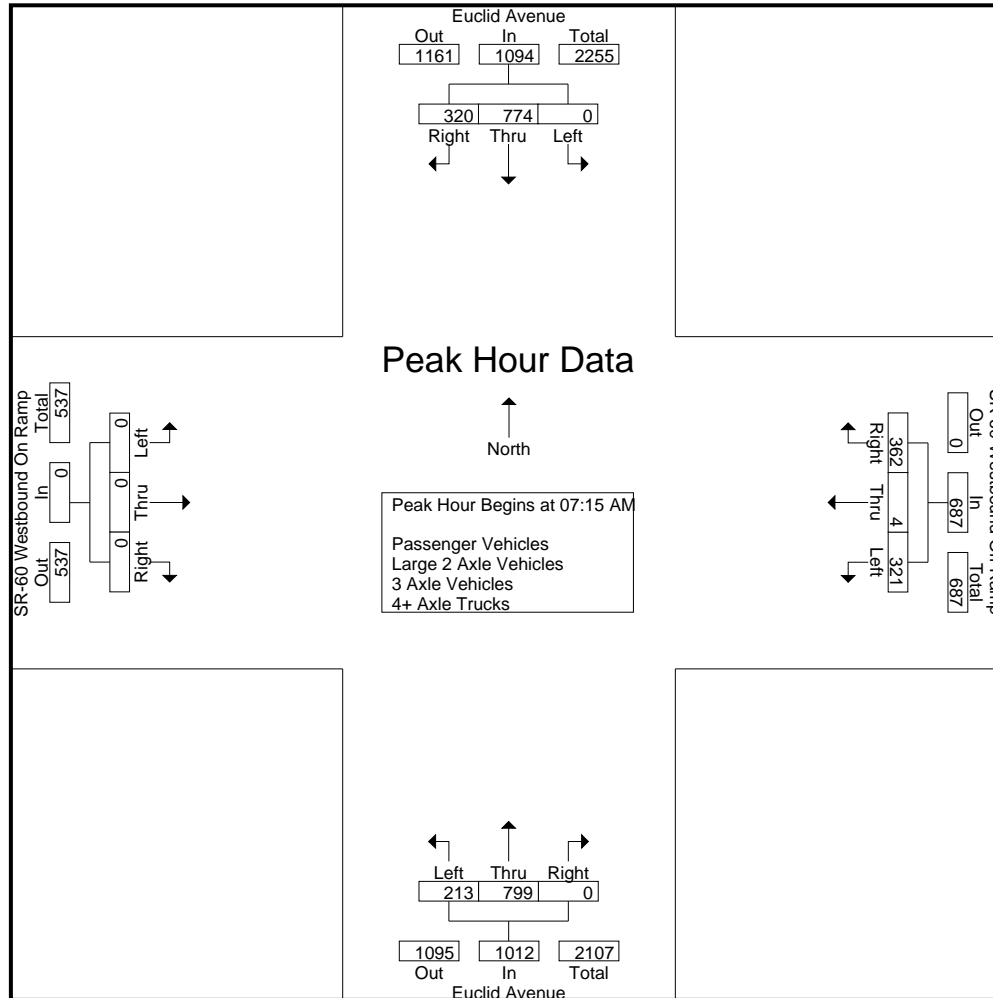 Euclid Avenue
Out In Total
1161 1094 2255
320 774 0
Right Thru Left
Peak Hour Data
North
Peak Hour Begins at 07:15 AM
Passenger Vehicles
Large 2 Axle Vehicles
3 Axle Vehicles
4+ Axle Trucks
SR-60 Westbound On Ramp
Total In Out
537 0 537
0 0 0
Left Thru Right
Out In Total
0 687 687
362 4 321
Right Thru Left
Left Thru Right
213 799 0
1095 1012 2107
Out In Total
Euclid Avenue